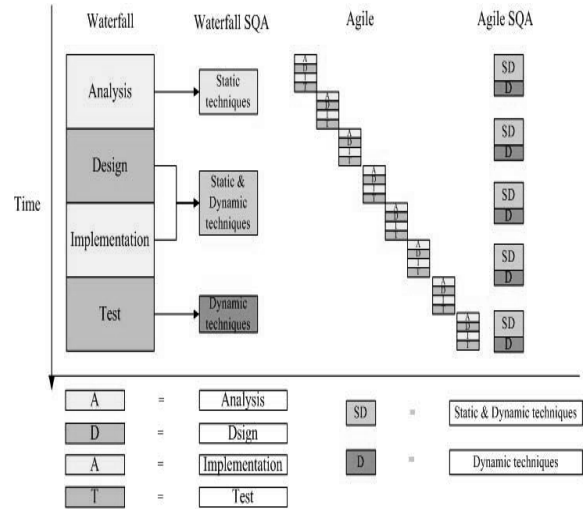 Waterfall
Waterfall SQA
Agile
Agile SQA
Time
Analysis
Design
Implementation
Test
Static
techniques
Static &
Dynamic
techniques
Dynamic
techniques
A
D
I
T
A
D
I
T
A
D
I
T
A
D
I
T
A
D
I
T
A
D
I
T
A
D
I
T
A
D
I
T
SD
D
SD
D
SD
D
SD
D
SD
D
A = Analysis
D = Dsign
A = Implementation
T = Test
SD = Static & Dynamic techniques
D = Dynamic techniques